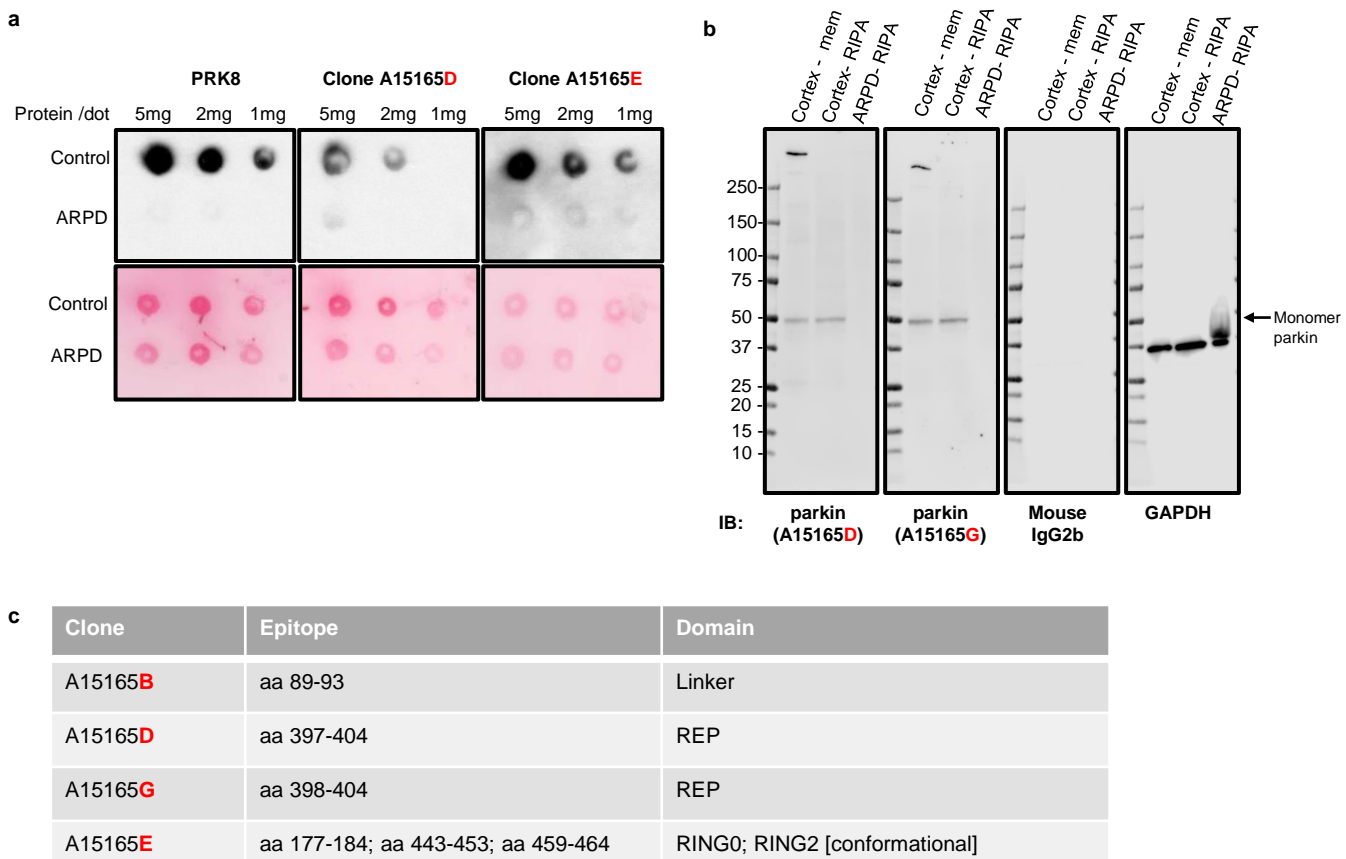 a
PRK8 Clone A15165D Clone A15165E
Protein /dot 5mg 2mg 1mg 5mg 2mg 1mg 5mg 2mg 1mg
Control
ARPD
Control
ARPD
b
Cortex - mem Cortex- RIPA ARPD- RIPA Cortex - mem Cortex - RIPA ARPD- RIPA Cortex - mem Cortex - RIPA ARPD- RIPA Cortex - mem Cortex - RIPA ARPD- RIPA
250-
150-
100-
75 -
50 -
37 -
25 -
20 -
15 -
10 -
Monomer
parkin
IB: parkin parkin Mouse GAPDH
(A15165D) (A15165G) IgG2b
c
Clone Epitope Domain
A15165B aa 89-93 Linker
A15165D aa 397-404 REP
A15165G aa 398-404 REP
A15165E aa 177-184; aa 443-453; aa 459-464 RING0; RING2 [conformational]